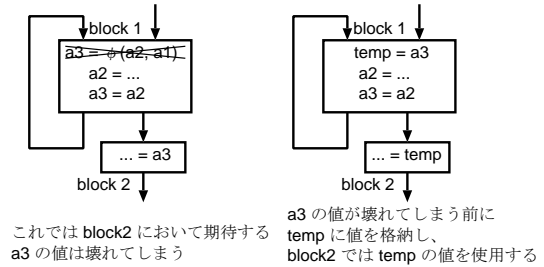 block 1
a3 = φ(a2, a1)
a2 = ...
a3 = a2
... = a3
block 2
これでは block2 において期待する
a3 の値は壊れてしまう
block 1
temp = a3
a2 = ...
a3 = a2
... = temp
block 2
a3 の値が壊れてしまう前に
temp に値を格納し、
block2 では temp の値を使用する